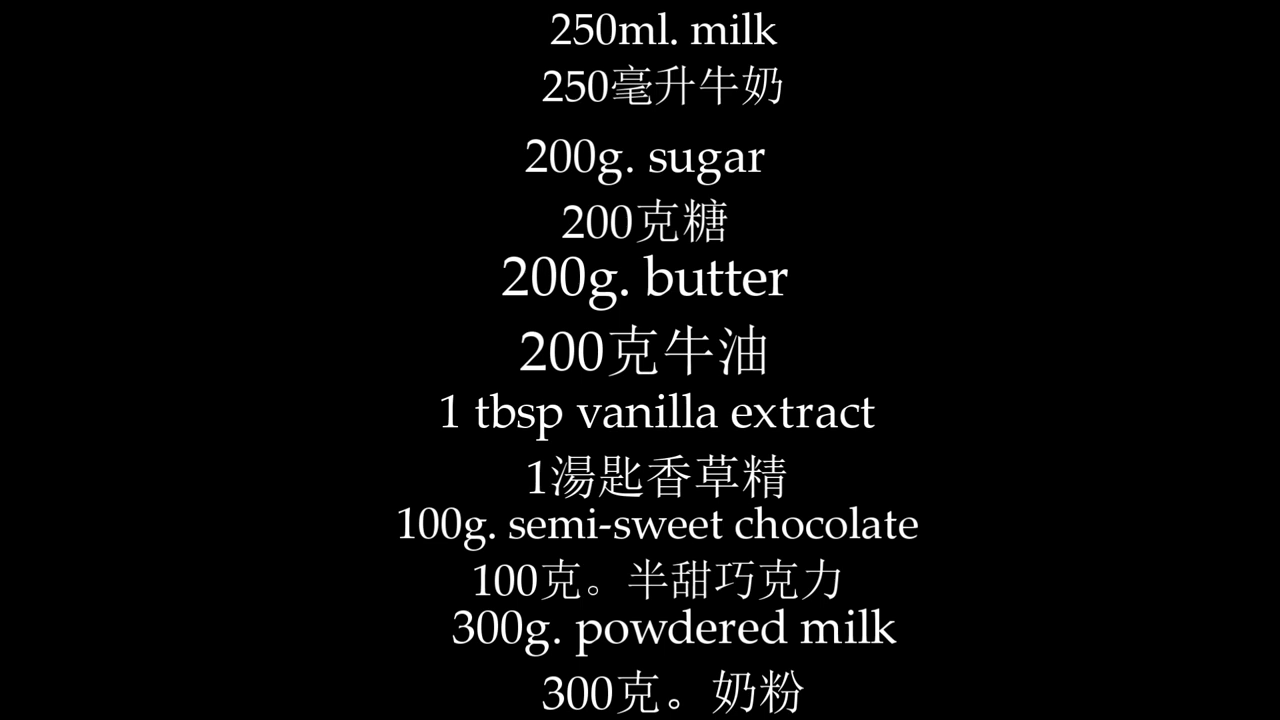 250ml. milk
250毫升牛奶
200g. sugar
200克糖
200g. butter
200克牛油
1 tbsp vanilla extract
1湯匙香草精
100g. semi-sweet chocolate
100克。半甜巧克力
300g. powdered milk
300克。奶粉